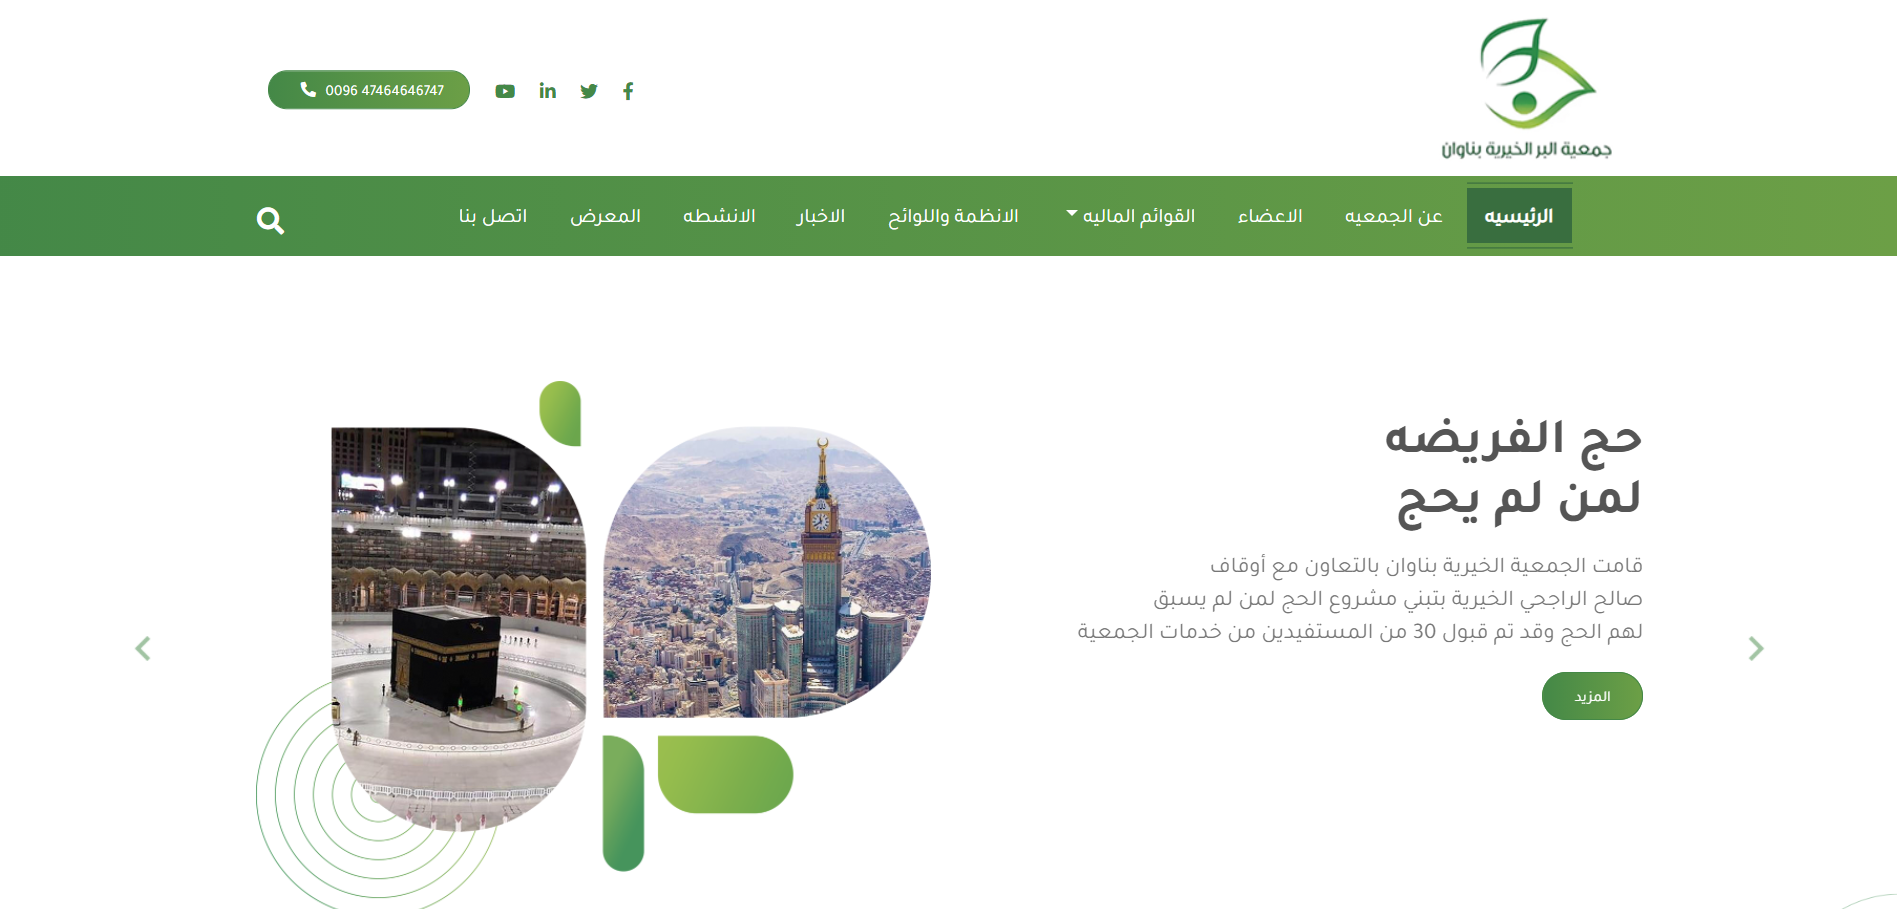 جمعية البر الخيرية بناوان
0096 47464646747
الرئيسيه
عن الجمعيه
الاعضاء
القوائم الماليه
الانظمة واللوائح
الاخبار
الانشطه
المعرض
اتصل بنا
حج الفريضه
لمن لم يحج
قامت الجمعية الخيرية بناوان بالتعاون مع أوقاف
صالح الراجحي الخيرية بتبني مشروع الحج لمن لم يسبق
لهم الحج وقد تم قبول 30 من المستفيدين من خدمات الجمعية
المزيد